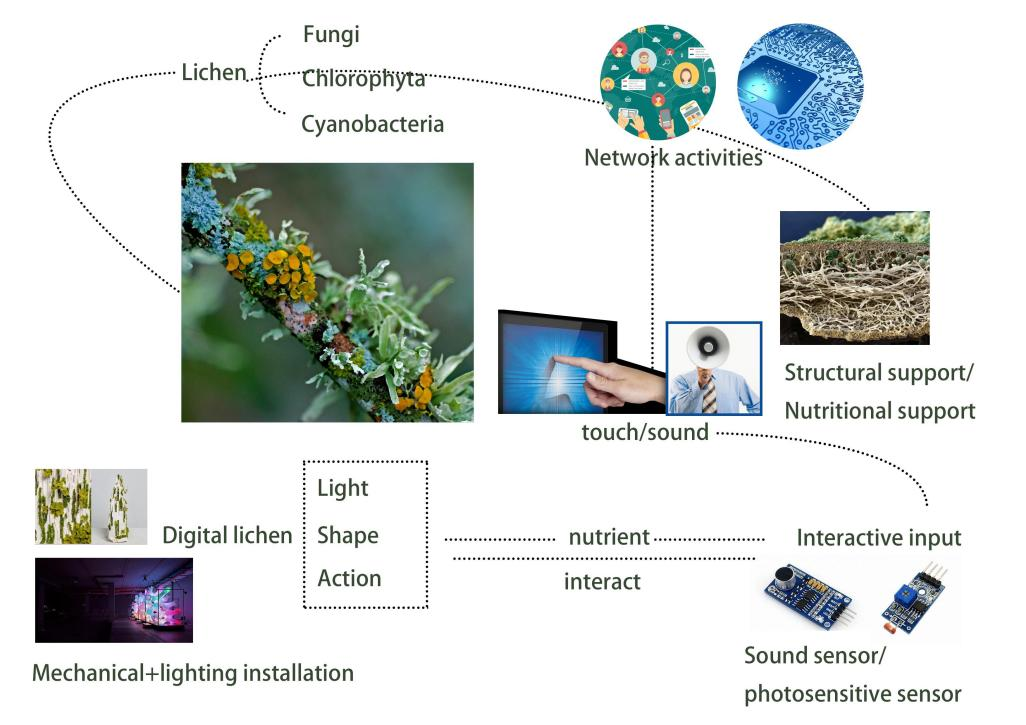 Fungi
Lichen
Chlorophyta
Cyanobacteria
Network activities
Structural support/
Nutritional support
touch/sound
Light
Digital lichen
Shape
Action
nutrient
interact
Interactive input
Mechanical+lighting installation
Sound sensor/
photosensitive sensor